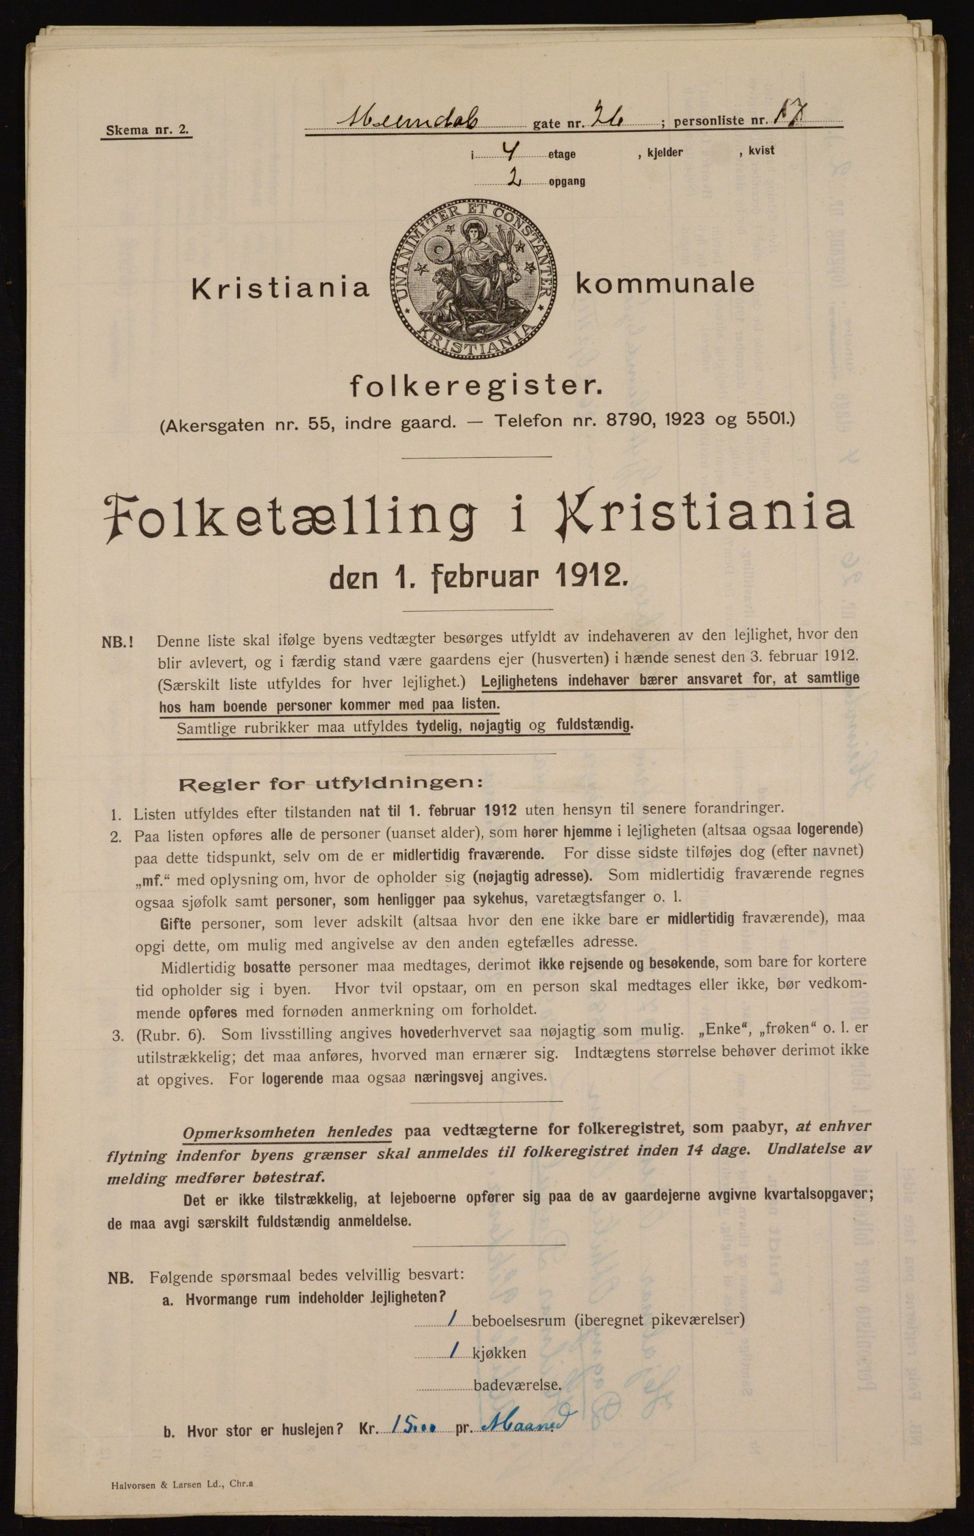 Skema nr. 2.
gate nr. 26 ; personliste nr. 17
i 4 etage , kjelder , kvist
2 opgang
UNANIMITER ET CONSTANTER
KRISTIANIA
Kristiania kommunale
folkeregister.
(Akersgaten nr. 55, indre gaard. — Telefon nr. 8790, 1923 og 5501.)
Folketælling i Kristiania
den 1. februar 1912.
NB.! Denne liste skal ifølge byens vedtægter besørges utfyldt av indehaveren av den lejlighet, hvor den
blir avlevert, og i færdig stand være gaardens ejer (husverten) i hænde senest den 3. februar 1912.
(Særskilt liste utfyldes for hver lejlighet.) Lejlighetens indehaver bærer ansvaret for, at samtlige
hos ham boende personer kommer med paa listen.
Samtlige rubrikker maa utfyldes tydelig, nøjagtig og fuldstændig.
Regler for utfyldningen:
1. Listen utfyldes efter tilstanden nat til 1. februar 1912 uten hensyn til senere forandringer.
2. Paa listen opføres alle de personer (uanset alder), som hører hjemme i lejligheten (altsaa ogsaa logerende)
paa dette tidspunkt, selv om de er midlertidig fraværende. For disse sidste tilføjes dog (efter navnet)
„mf.“ med oplysning om, hvor de opholder sig (nøjagtig adresse). Som midlertidig fraværende regnes
ogsaa sjøfolk samt personer, som henligger paa sykehus, varetægtsfanger o. l.
Gifte personer, som lever adskilt (altsaa hvor den ene ikke bare er midlertidig fraværende), maa
opgi dette, om mulig med angivelse av den anden egtefælles adresse.
Midlertidig bosatte personer maa medtages, derimot ikke rejsende og besøkende, som bare for kortere
tid opholder sig i byen. Hvor tvil opstaar, om en person skal medtages eller ikke, bør vedkom-
mende opføres med fornøden anmerkning om forholdet.
3. (Rubr. 6). Som livsstilling angives hovederhvervet saa nøjagtig som mulig. „Enke“, „frøken“ o. l. er
utilstrækkelig; det maa anføres, hvorved man ernærer sig. Indtægtens størrelse behøver derimot ikke
at opgives. For logerende maa ogsaa næringsvej angives.
Opmerksomheten henledes paa vedtægterne for folkeregistret, som paabyr, at enhver
flytning indenfor byens grænser skal anmeldes til folkeregistret inden 14 dage. Undlatelse av
melding medfører bøtestraf.
Det er ikke tilstrækkelig, at lejeboerne opfører sig paa de av gaardejerne avgivne kvartalsopgaver;
de maa avgi særskilt fuldstændig anmeldelse.
NB. Følgende spørsmaal bedes velvillig besvart:
a. Hvormange rum indeholder lejligheten?
1 beboelsesrum (iberegnet pikeværelser)
1 kjøkken
badeværelse.
b. Hvor stor er huslejen? Kr. 15.00 pr. Maaned
Halvorsen & Larsen Ld., Chr.a